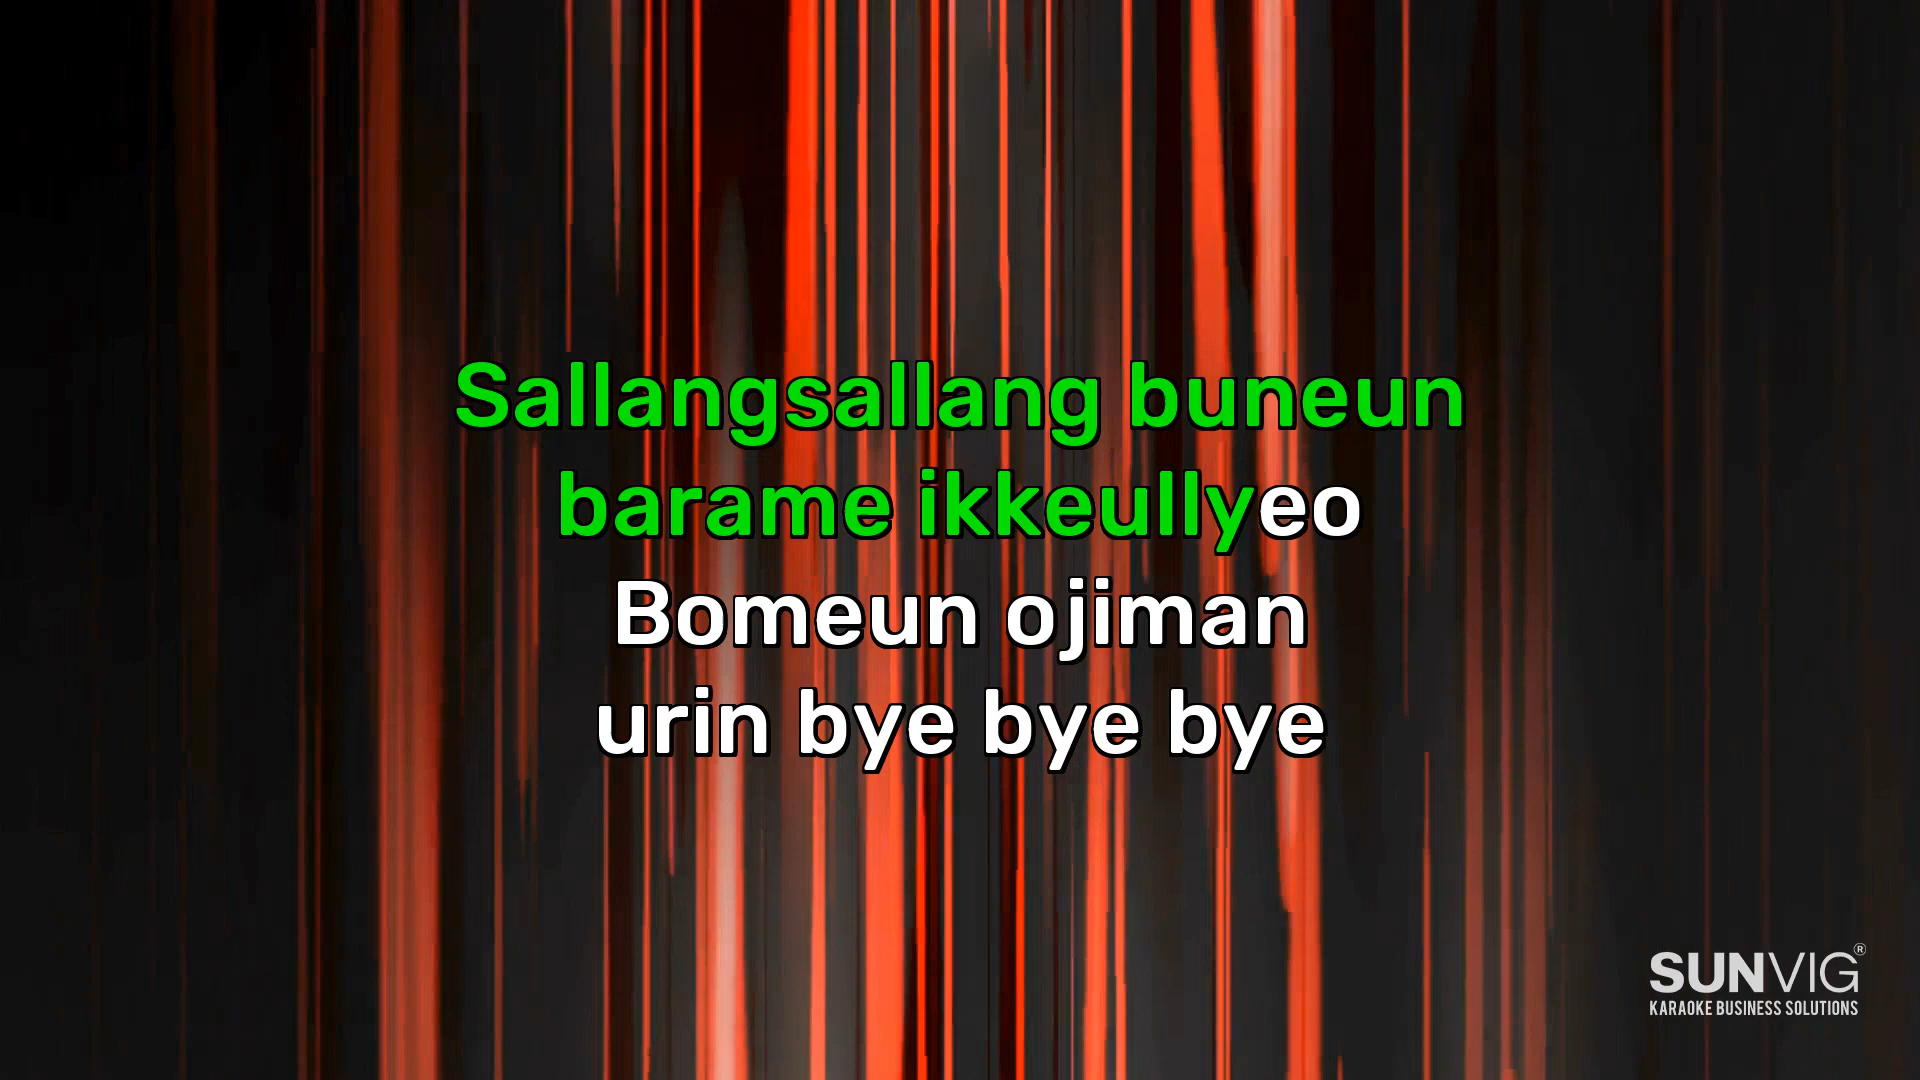 Sallangsallang buneun
barame ikkeullyeo
Bomeun ojiman
urin bye bye bye
SUNVIG®
KARAOKE BUSINESS SOLUTIONS